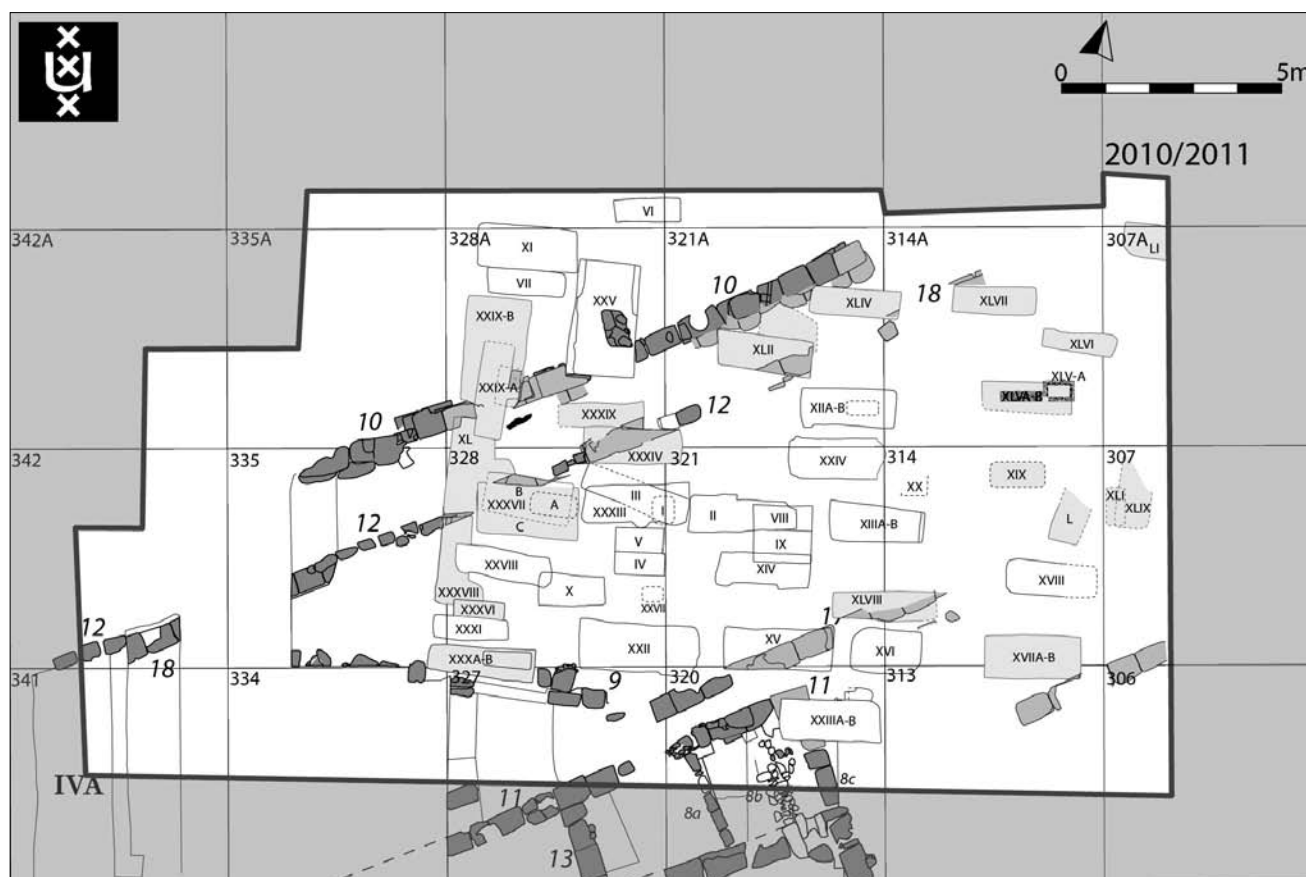 U
0 5m
2010/2011
VI
342A 335A 328A 321A 314A 307A
LI
XI
VII
XXV
10
XLIV
18
XLVII
XXIX-B
XLII
XLVI
XXIX-A
XLV-A
XLVA-B
XIIA-B
12
XXXIX
10
XL
342 335 328 321 314 307
XXXIV
XXIV
XIX
XX
B
XXXVII A
C
III
XXXIII I
II
VIII
XIIIA-B
XLI
XLIX
L
12
V
IX
IV
XIV
XXVIII
X
XVIII
XXVII
XXXVIII
XXXVI
XLVIII
12
XXXI
XXII
XV
XVI
XVIIA-B
18
XXXA-B
341 334 327 320 313 306
9
11
XXIIIA-B
IVA
11
8a
8b
8c
13